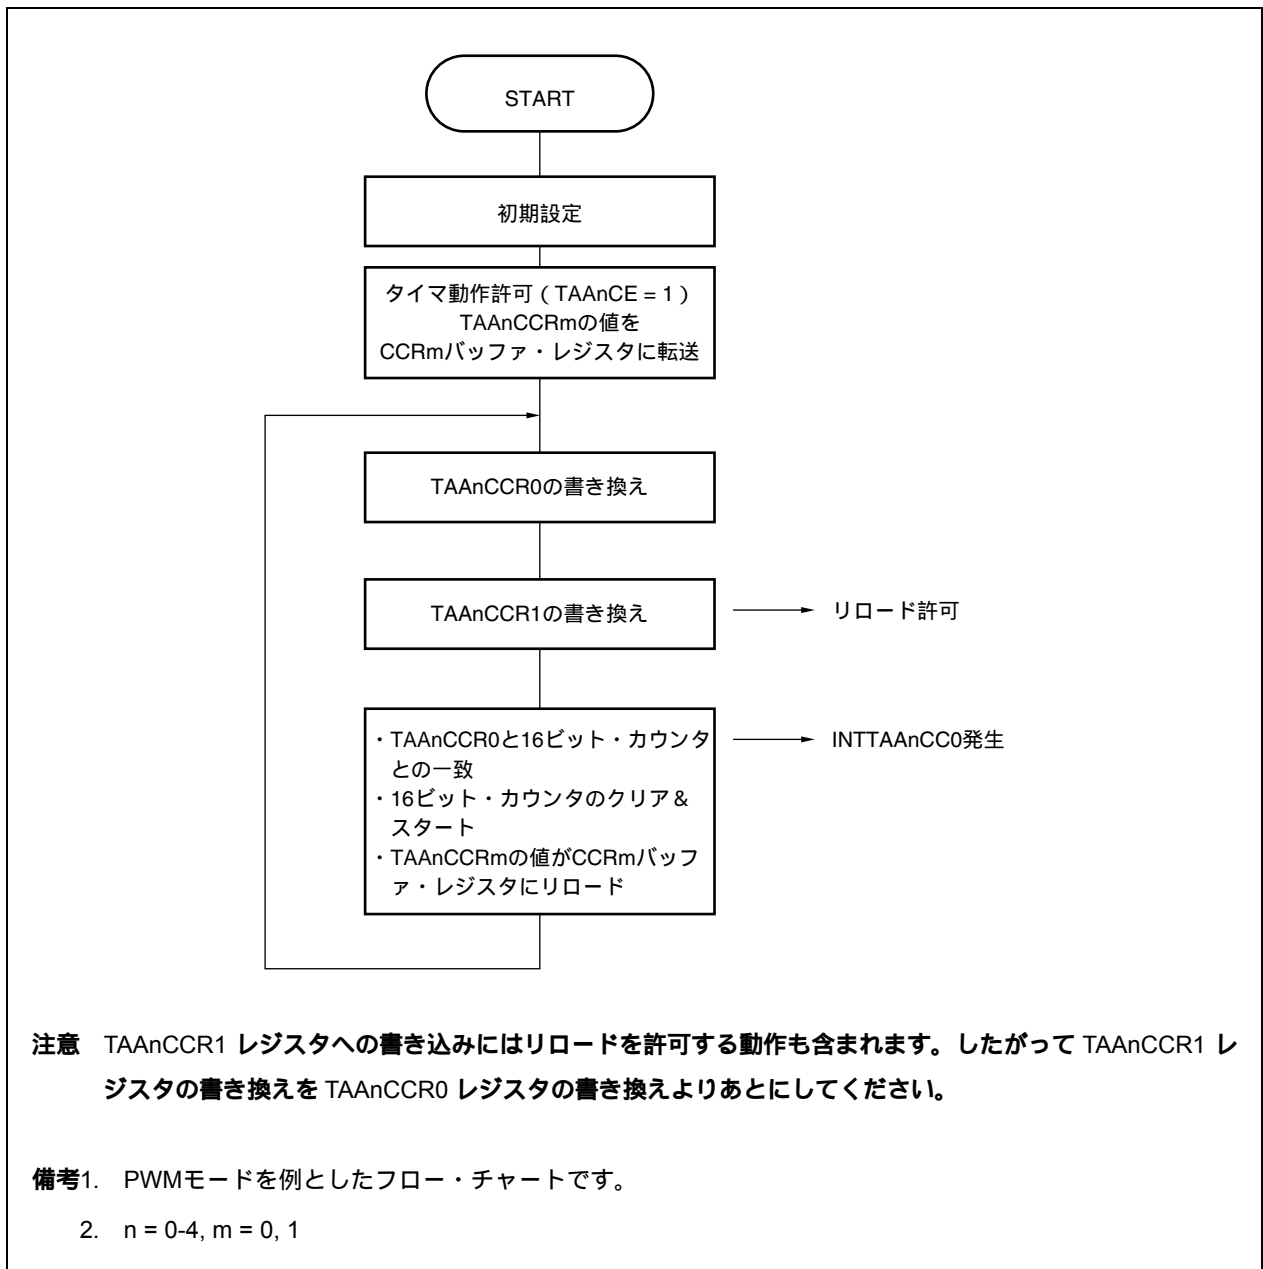 START
初期設定
タイマ動作許可（TAAnCE = 1）
TAAnCCRmの値を
CCRmバッファ・レジスタに転送
TAAnCCR0の書き換え
TAAnCCR1の書き換え
リロード許可
・TAAnCCR0と16ビット・カウンタ
との一致
・16ビット・カウンタのクリア＆
スタート
・TAAnCCRmの値がCCRmバッフ
ァ・レジスタにリロード
INTTAAnCC0発生
注意 TAAnCCR1 レジスタへの書き込みにはリロードを許可する動作も含まれます。したがって TAAnCCR1 レ
ジスタの書き換えを TAAnCCR0 レジスタの書き換えよりあとにしてください。
備考1. PWMモードを例としたフロー・チャートです。
2. n = 0-4, m = 0, 1